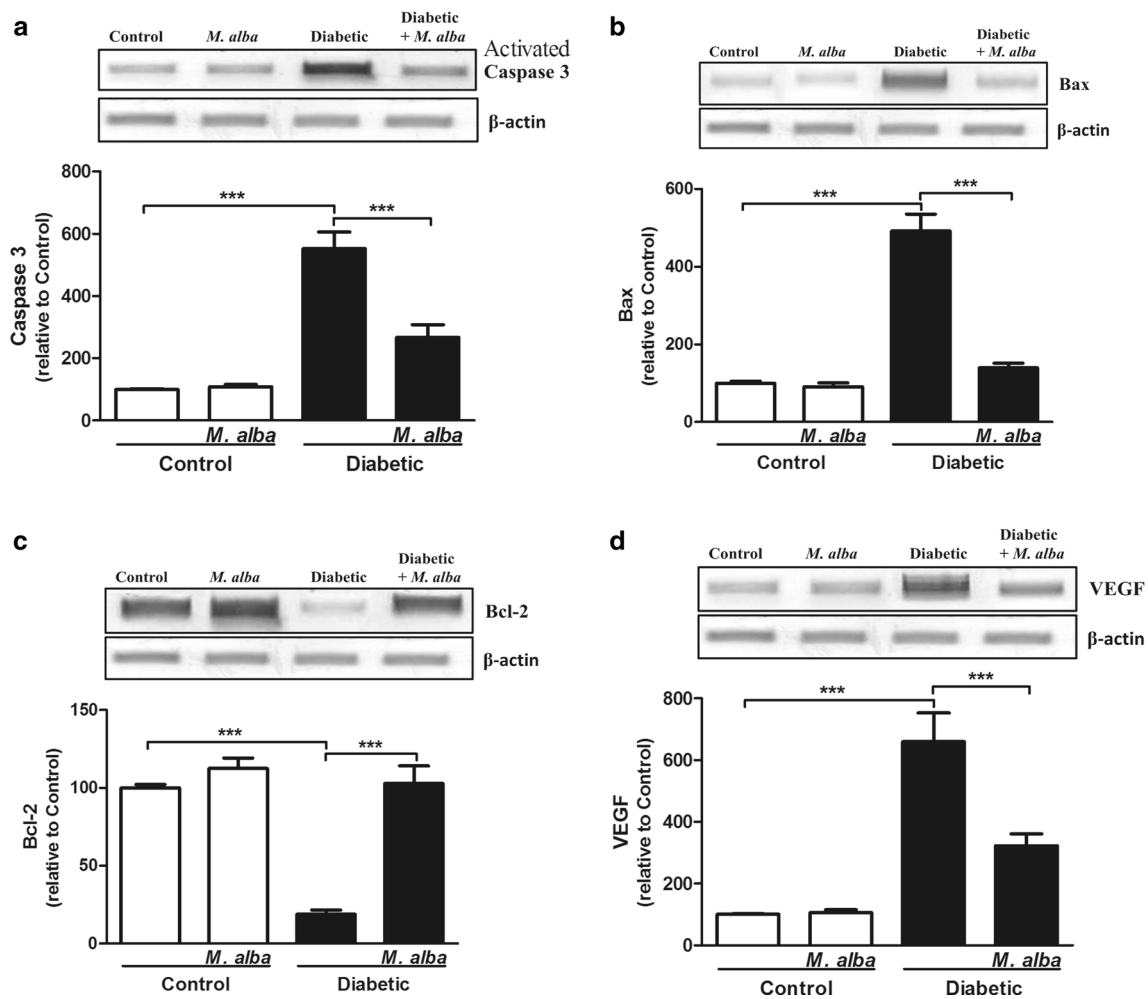 a
Control M. alba Diabetic Diabetic + M. alba
Activated
Caspase 3
β-actin
Caspase 3
(relative to Control)
800
600
400
200
0
*** ***
M. alba M. alba
Control Diabetic
b
Control M. alba Diabetic Diabetic + M. alba
Bax
β-actin
Bax
(relative to Control)
600
400
200
0
*** ***
M. alba M. alba
Control Diabetic
c
Control M. alba Diabetic Diabetic + M. alba
Bcl-2
β-actin
Bcl-2
(relative to Control)
150
100
50
0
*** ***
M. alba M. alba
Control Diabetic
d
Control M. alba Diabetic Diabetic + M. alba
VEGF
β-actin
VEGF
(relative to Control)
800
600
400
200
0
*** ***
M. alba M. alba
Control Diabetic